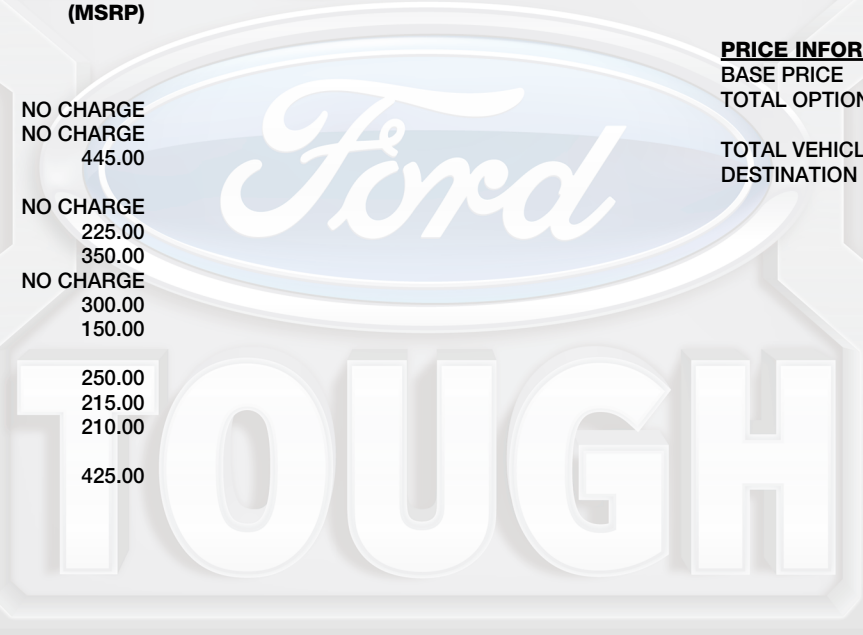 (MSRP)
NO CHARGE
NO CHARGE
445.00
NO CHARGE
225.00
350.00
NO CHARGE
300.00
150.00
250.00
215.00
210.00
425.00
PRICE INFOR
BASE PRICE
TOTAL OPTION
TOTAL VEHICL
DESTINATION
Ford
TOUGH